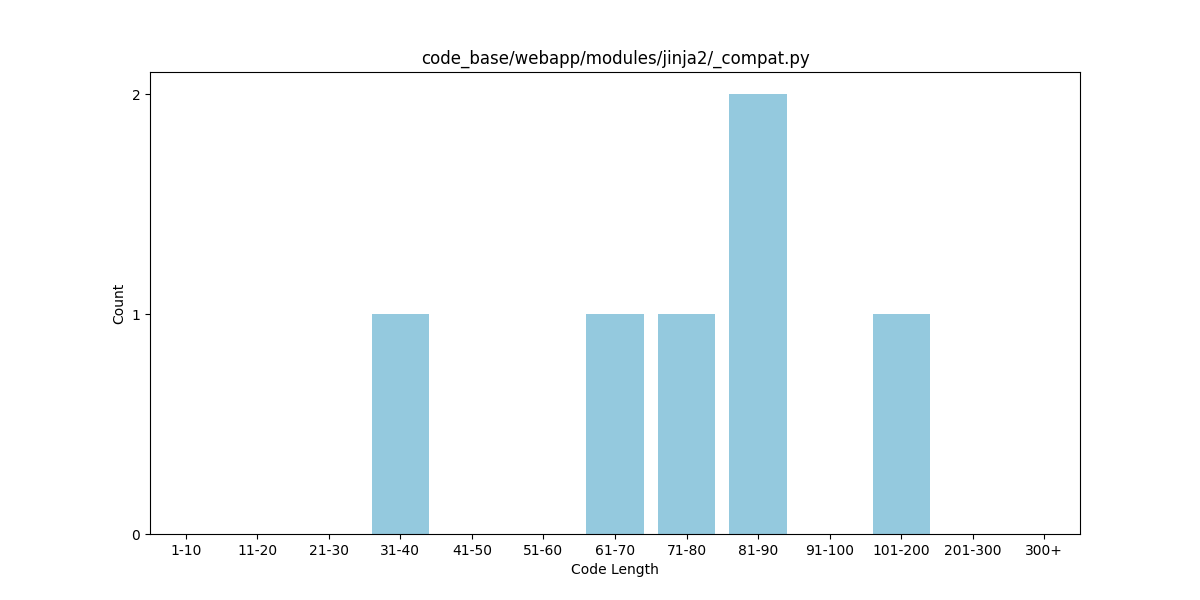 code_base/webapp/modules/jinja2/_compat.py
Count
2
1
0
1-10 11-20 21-30 31-40 41-50 51-60 61-70 71-80 81-90 91-100 101-200 201-300 300+
Code Length